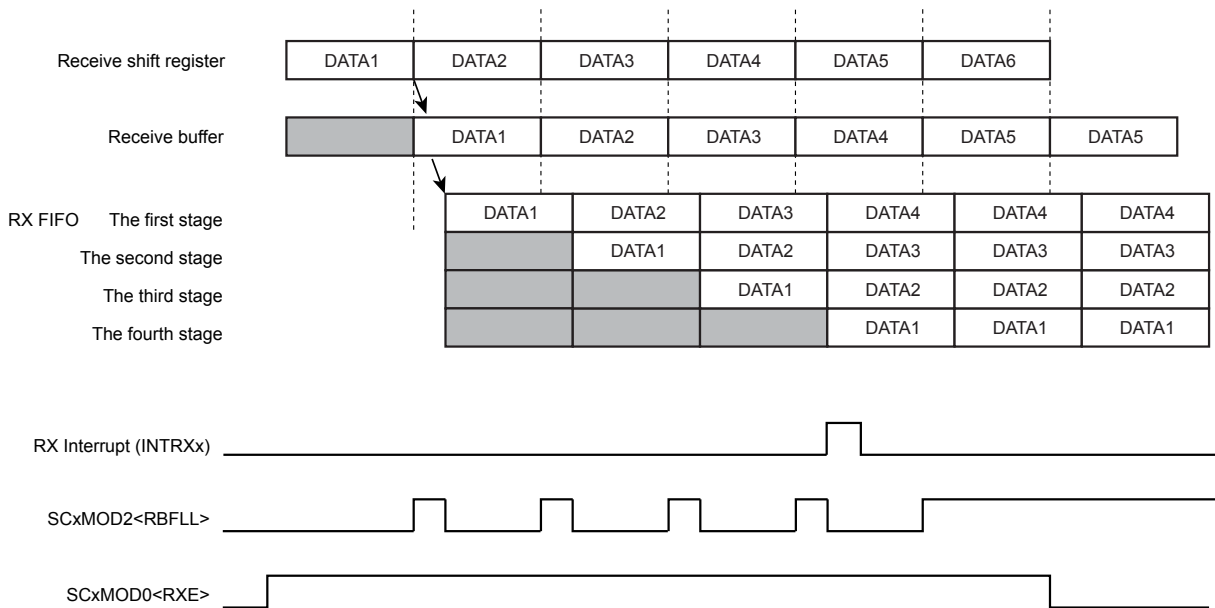 Receive shift register DATA1 DATA2 DATA3 DATA4 DATA5 DATA6
Receive buffer DATA1 DATA2 DATA3 DATA4 DATA5 DATA5
RX FIFO The first stage DATA1 DATA2 DATA3 DATA4 DATA4 DATA4
The second stage DATA1 DATA2 DATA3 DATA3 DATA3
The third stage DATA1 DATA2 DATA2 DATA2
The fourth stage DATA1 DATA1 DATA1
RX Interrupt (INTRXx)
SCxMOD2<RBFLL>
SCxMOD0<RXE>